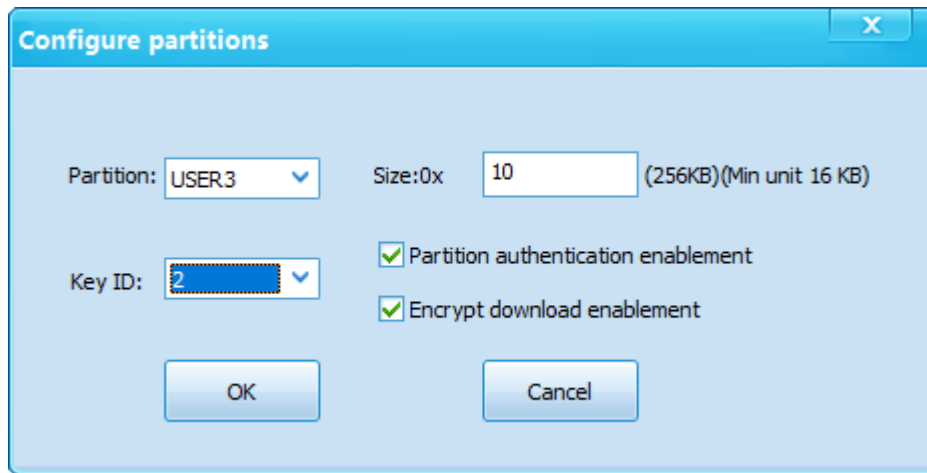 Configure partitions
X
Partition: USER3 Size:0x 10 (256KB)(Min unit 16 KB)
Partition authentication enablement
Key ID: 2
Encrypt download enablement
OK Cancel